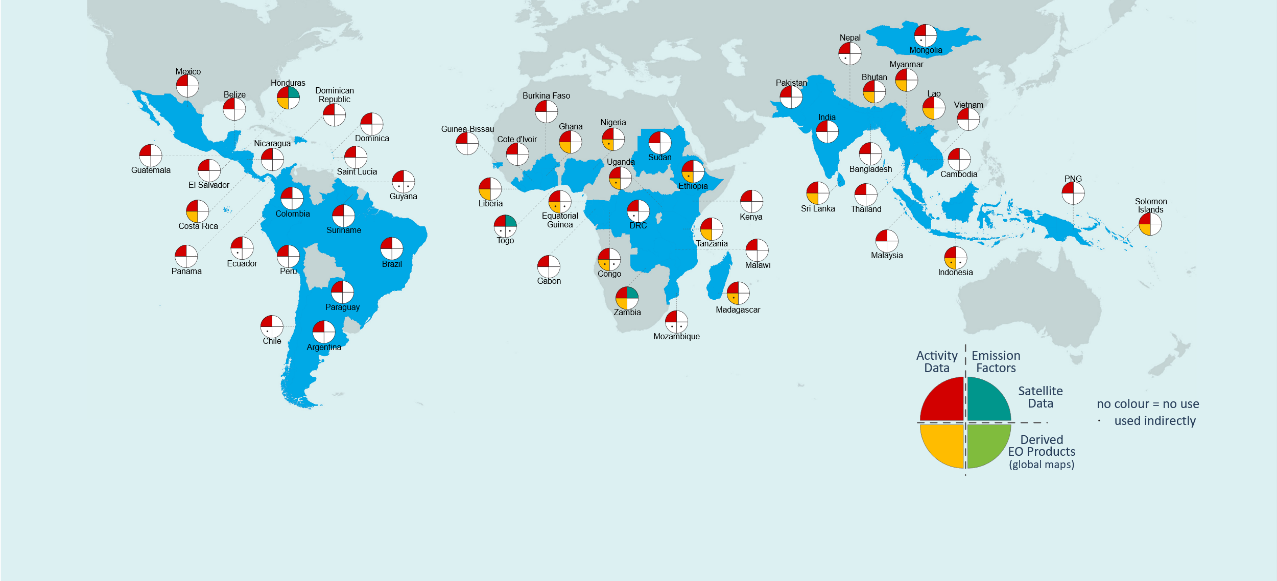 Mexico
Belize
Honduras
Dominican
Republic
Dominica
Nicaragua
Guatemala
El Salvador
Saint Lucia
Guyana
Costa Rica
Colombia
Suriname
Panama
Ecuador
Peru
Brazil
Paraguay
Chile
Argentina
Burkina Faso
Guinea Bissau
Cote d'Ivoir
Ghana
Nigeria
Sudan
Uganda
Ethiopia
Liberia
Togo
Equatorial
Guinea
DRC
Kenya
Tanzania
Gabon
Congo
Malawi
Zambia
Madagascar
Mozambique
Nepal
Mongolia
Pakistan
Bhutan
Myanmar
Lao
Vietnam
India
Bangladesh
Cambodia
Sri Lanka
Thailand
PNG
Solomon
Islands
Malaysia
Indonesia
Activity
Data
Emission
Factors
Satellite
Data
Derived
EO Products
(global maps)
no colour = no use
· used indirectly